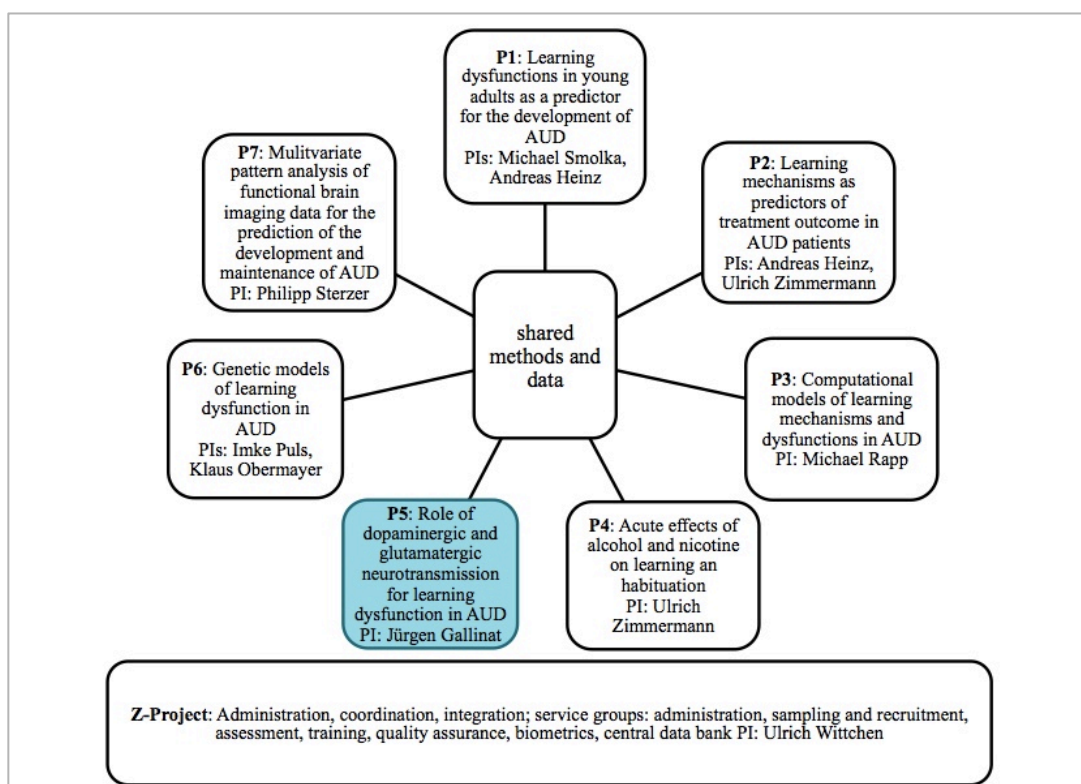 P1: Learning
dysfunctions in young
adults as a predictor
for the development of
AUD
PIs: Michael Smolka,
Andreas Heinz
P2: Learning
mechanisms as
predictors of
treatment outcome in
AUD patients
PIs: Andreas Heinz,
Ulrich Zimmermann
P3: Computational
models of learning
mechanisms and
dysfunctions in AUD
PI: Michael Rapp
P4: Acute effects of
alcohol and nicotine
on learning an
habituation
PI: Ulrich
Zimmermann
P5: Role of
dopaminergic and
glutamatergic
neurotransmission
for learning
dysfunction in AUD
PI: Jürgen Gallinat
P6: Genetic models
of learning
dysfunction in
AUD
PIs: Imke Puls,
Klaus Obermayer
P7: Mulitvariate
pattern analysis of
functional brain
imaging data for the
prediction of the
development and
maintenance of AUD
PI: Philipp Sterzer
shared
methods and
data
Z-Project: Administration, coordination, integration; service groups: administration, sampling and recruitment,
assessment, training, quality assurance, biometrics, central data bank PI: Ulrich Wittchen